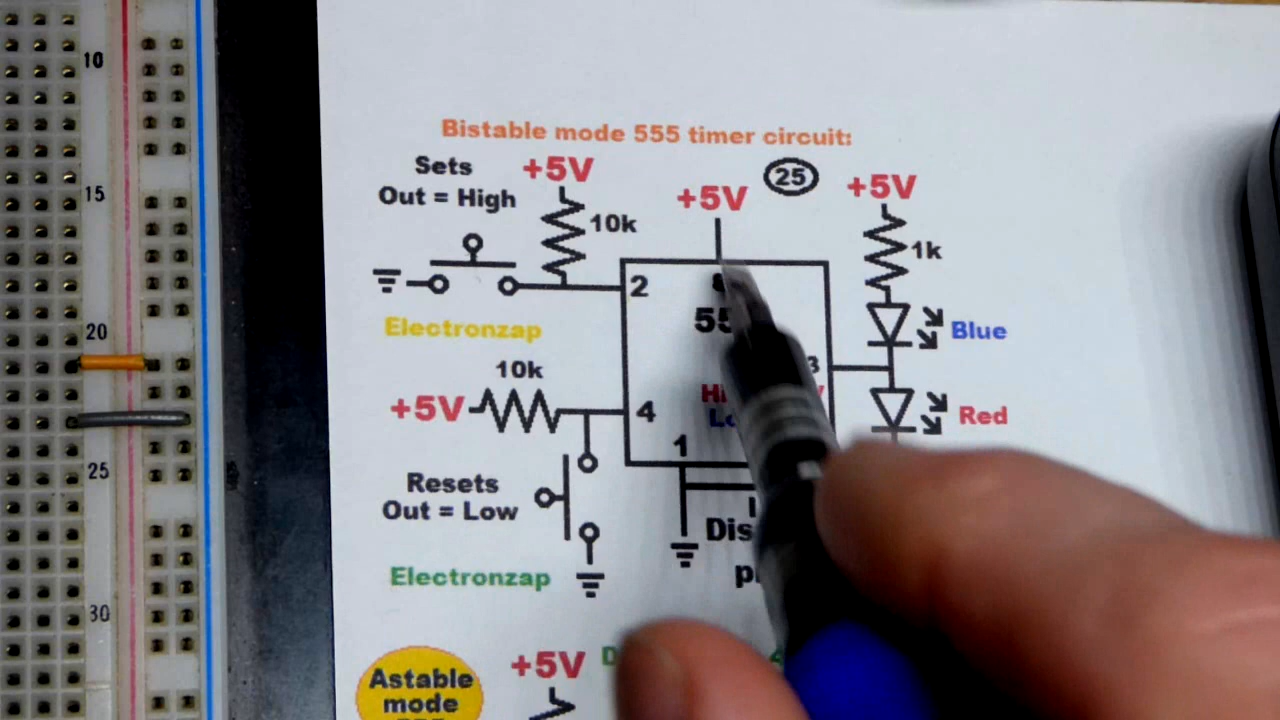 10
15
20
25
30
Bistable mode 555 timer circuit:
Sets
Out = High
+5V
10k
+5V
25
+5V
1k
2
Electronzap
Blue
10k
+5V
4
3
Red
1
Resets
Out = Low
Electronzap
Astable
mode
+5V